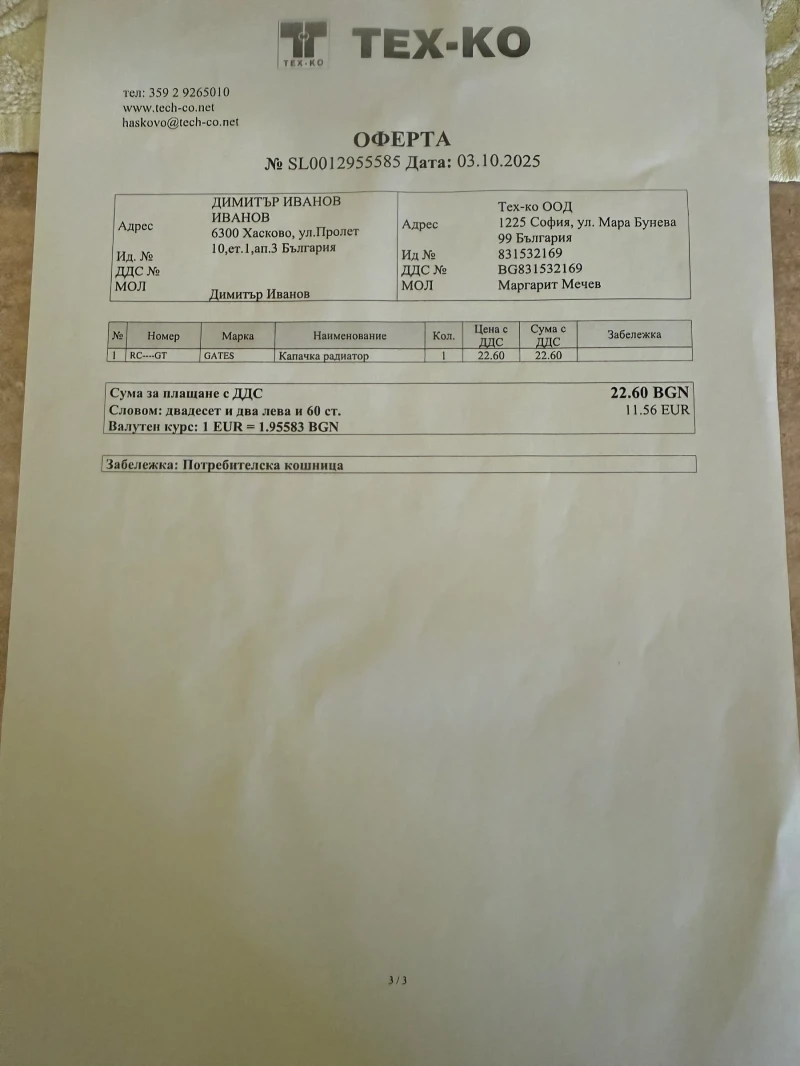 ТЕХ-КО
ТЕХ-КО
тел: 359 2 9265010
www.tech-co.net
haskovo@tech-co.net
ОФЕРТА
№ SL0012955585 Дата: 03.10.2025
ДИМИТЪР ИВАНОВ
ИВАНОВ
Адрес 6300 Хасково, ул.Пролет
10,ет.1,ап.3 България
Ид. №
ДДС №
МОЛ Димитър Иванов
Тех-ко ООД
Адрес 1225 София, ул. Мара Бунева
99 България
Ид № 831532169
ДДС № BG831532169
МОЛ Маргарит Мечев
№ Номер Марка Наименование Кол. Цена с ДДС Сума с ДДС Забележка
1 RC----GT GATES Капачка радиатор 1 22.60 22.60
Сума за плащане с ДДС 22.60 BGN
Словом: двадесет и два лева и 60 ст. 11.56 EUR
Валутен курс: 1 EUR = 1.95583 BGN
Забележка: Потребителска кошница
3 / 3